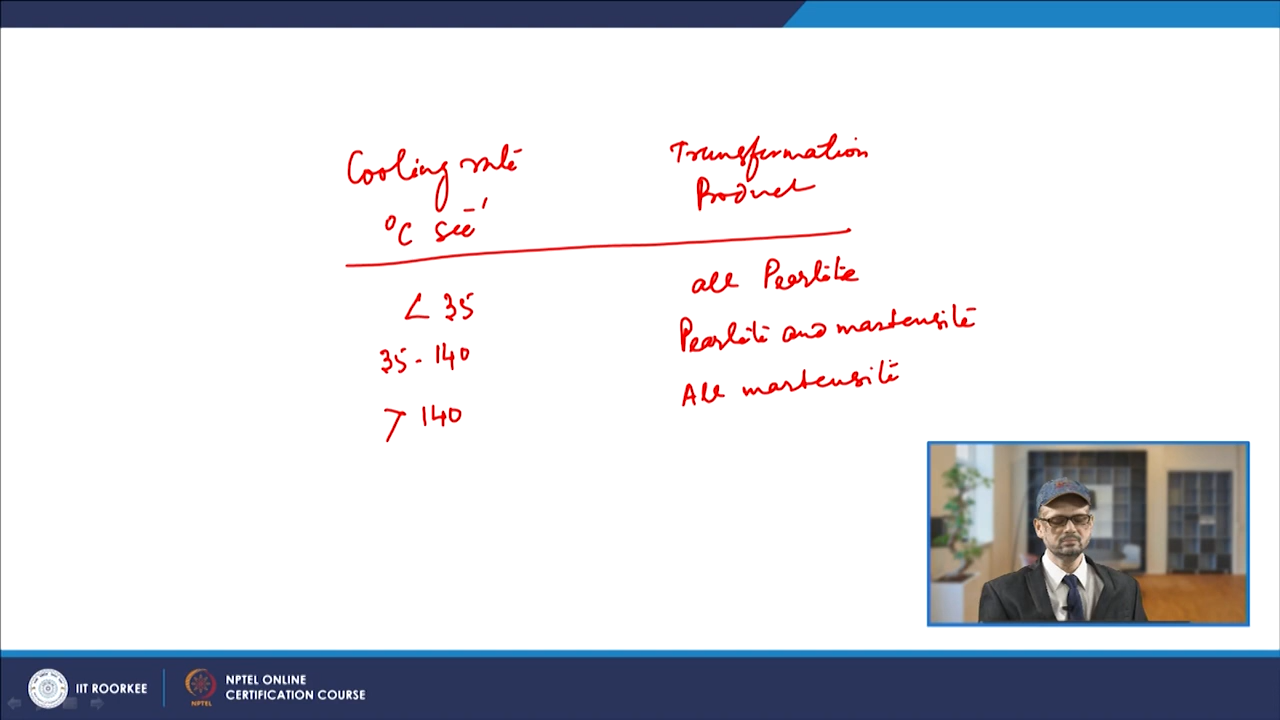 Cooling rate
Transformation
Product
°C sec⁻¹
< 35
all Pearlite
35 - 140
Pearlite and martensite
> 140
All martensite
IIT ROORKEE
NPTEL
NPTEL ONLINE
CERTIFICATION COURSE